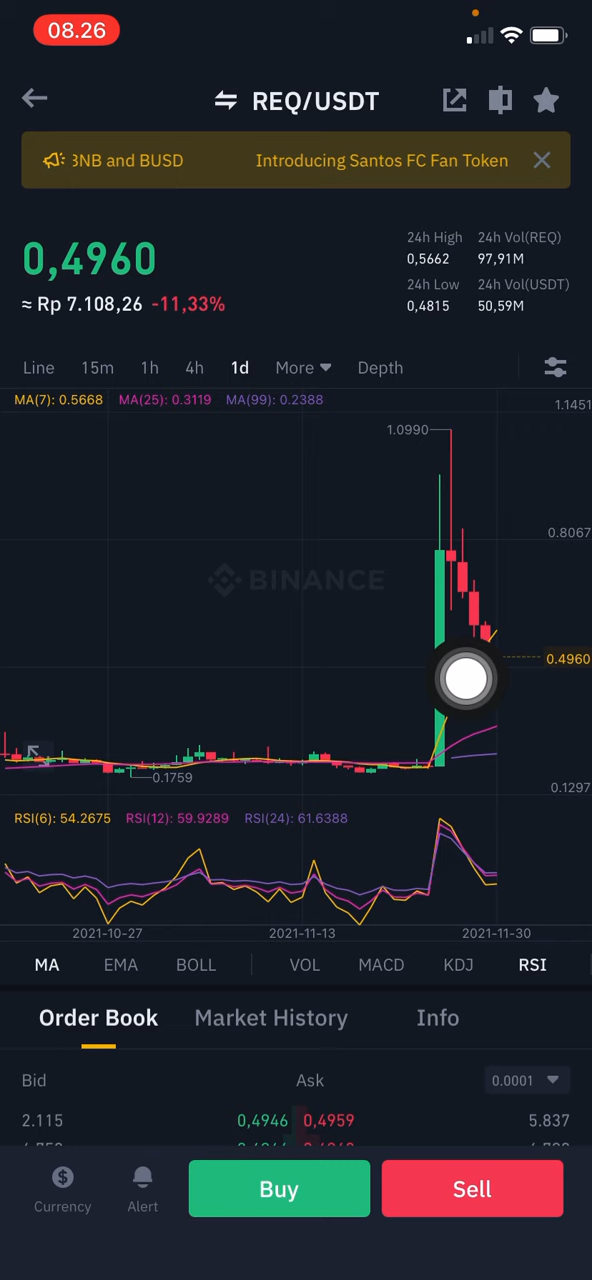 08.26
REQ/USDT
BNB and BUSD Introducing Santos FC Fan Token
0,4960
≈ Rp 7.108,26 -11,33%
24h High 24h Vol(REQ)
0,5662 97,91M
24h Low 24h Vol(USDT)
0,4815 50,59M
Line 15m 1h 4h 1d More Depth
MA(7): 0.5668 MA(25): 0.3119 MA(99): 0.2388
1.1451
1.0990
0.8067
BINANCE
0.4960
0.1759
0.1297
RSI(6): 54.2675 RSI(12): 59.9289 RSI(24): 61.6388
2021-10-27 2021-11-13 2021-11-30
MA EMA BOLL VOL MACD KDJ RSI
Order Book Market History Info
Bid Ask 0.0001
2.115 0,4946 0,4959 5.837
Currency Alert Buy Sell